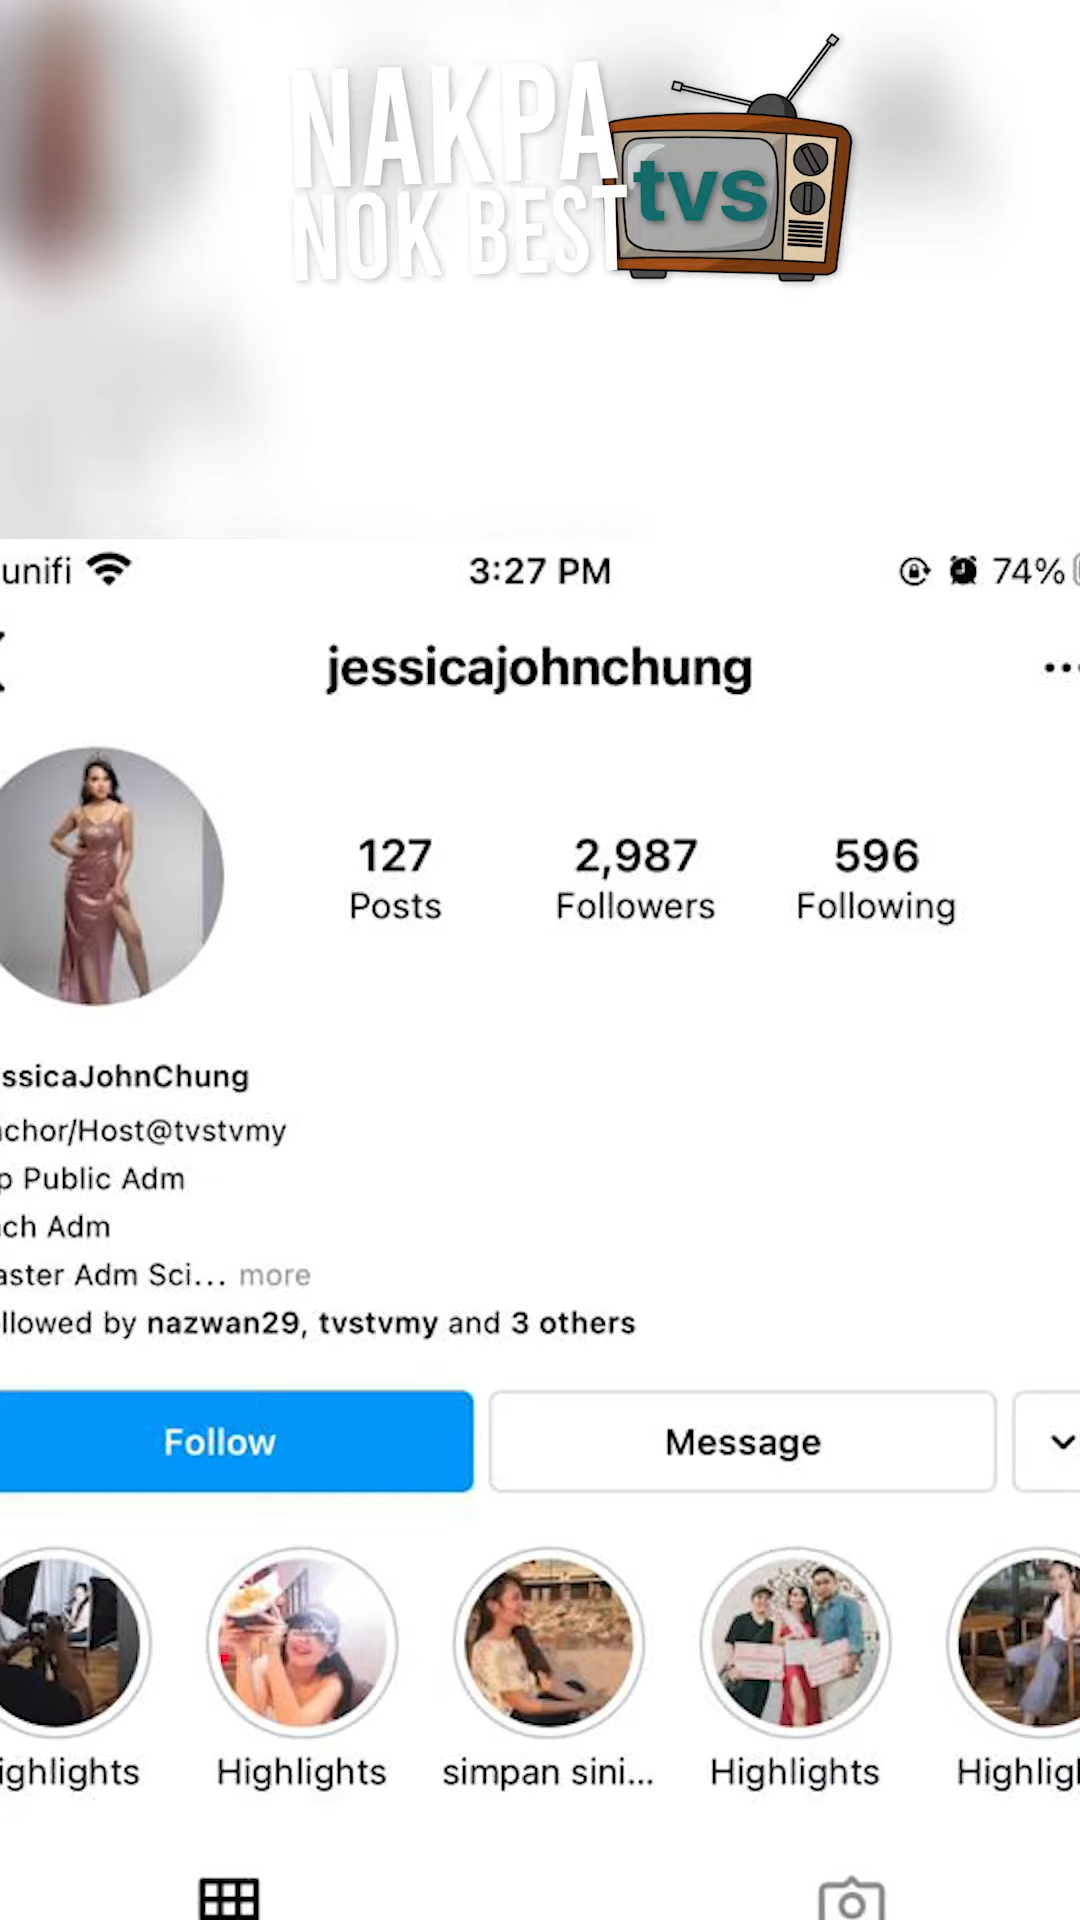 NAKPA
NOK BEST
tvs
unifi
3:27 PM
74%
jessicajohnchung
127
2,987
596
Posts
Followers
Following
ssicaJohnChung
chor/Host@tvstvmy
p Public Adm
ch Adm
aster Adm Sci... more
llowed by nazwan29, tvstvmy and 3 others
Follow
Message
ighlights
Highlights
simpan sini...
Highlights
Highligh